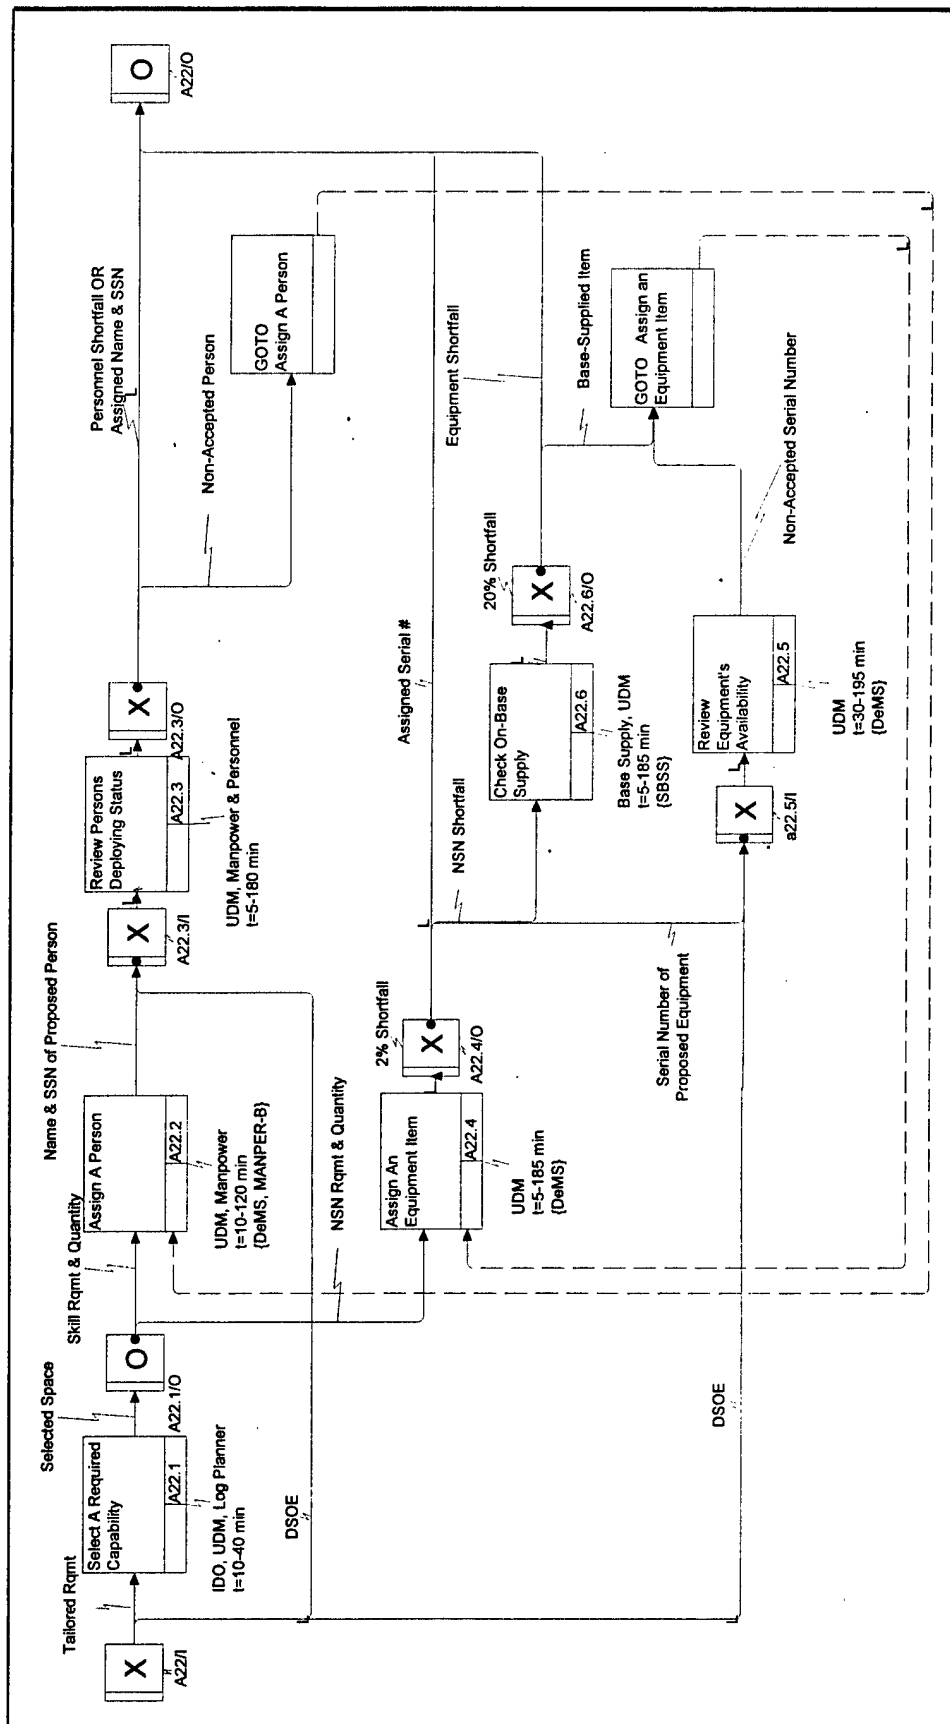 Tailored Rqmt
X
A22/I
Select A Required
Capability
A22.1
IDO, UDM, Log Planner
t=10-40 min
Selected Space
O
A22.1/O
Skill Rqmt & Quantity
Assign A Person
A22.2
UDM, Manpower
t=10-120 min
{DeMS, MANPER-B}
Name & SSN of Proposed Person
X
A22.3/I
Review Persons
Deploying Status
A22.3
UDM, Manpower & Personnel
t=5-180 min
X
A22.3/O
Personnel Shortfall OR
Assigned Name & SSN
L
Non-Accepted Person
GOTO
Assign A Person
O
A22/O
DSOE
NSN Rqmt & Quantity
Assign An
Equipment Item
A22.4
UDM
t=5-185 min
{DeMS}
2% Shortfall
X
A22.4/O
Assigned Serial #
NSN Shortfall
Check On-Base
Supply
A22.6
Base Supply, UDM
t=5-185 min
{SBSS}
20% Shortfall
X
A22.6/O
Equipment Shortfall
Base-Supplied Item
GOTO Assign an
Equipment Item
Serial Number of
Proposed Equipment
DSOE
X
a22.5/I
Review
Equipment's
Availability
A22.5
UDM
t=30-195 min
{DeMS}
Non-Accepted Serial Number